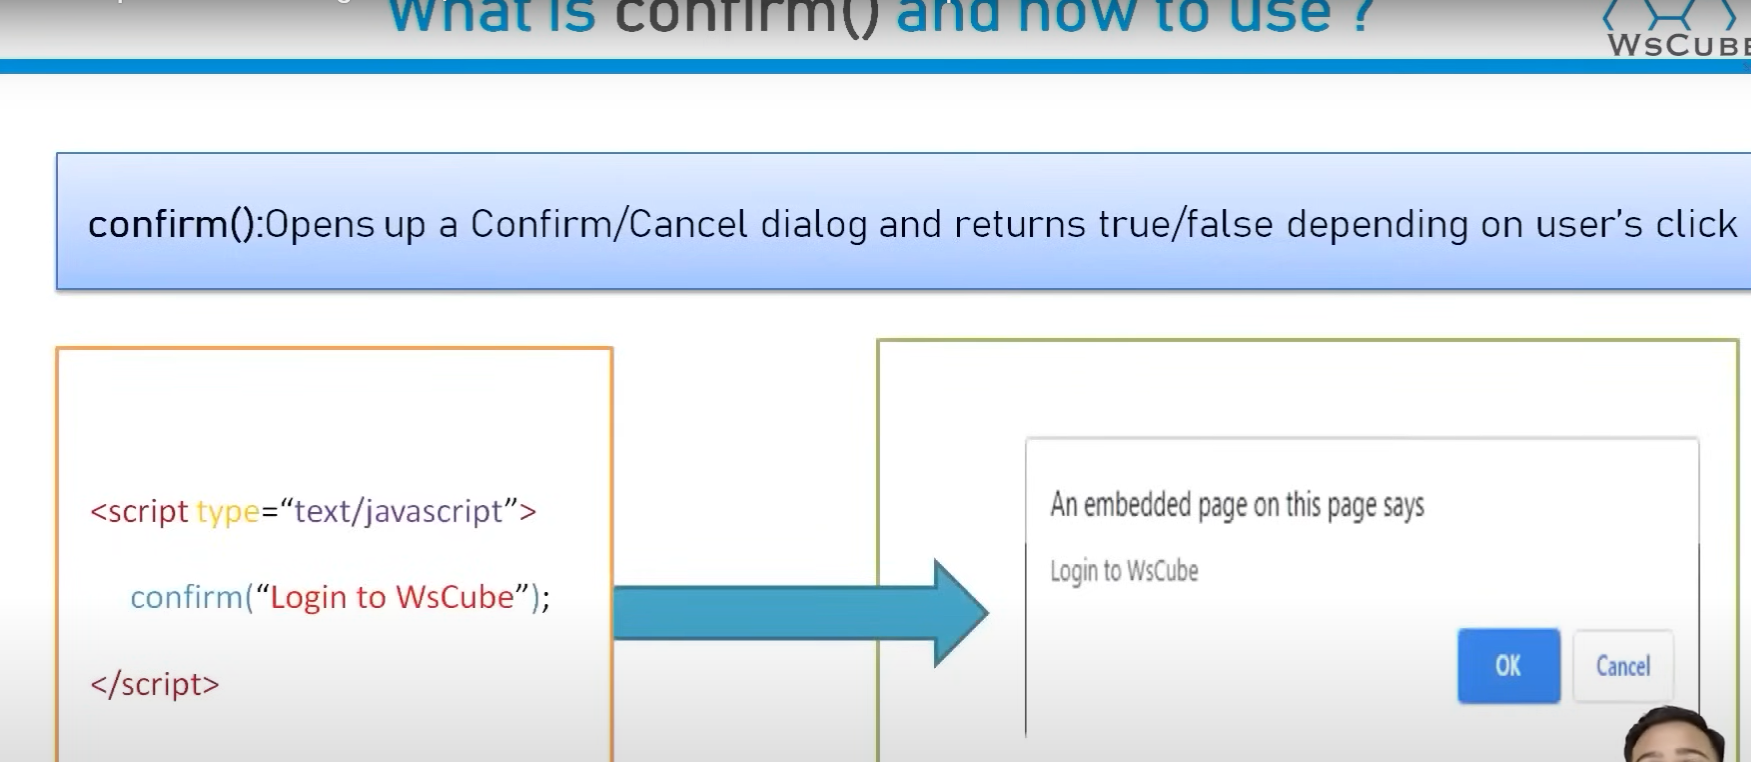 What is confirm() and how to use ?
WsCube
confirm():Opens up a Confirm/Cancel dialog and returns true/false depending on user's click
<script type=“text/javascript”>
confirm(“Login to WsCube”);
</script>
An embedded page on this page says
Login to WsCube
OK
Cancel